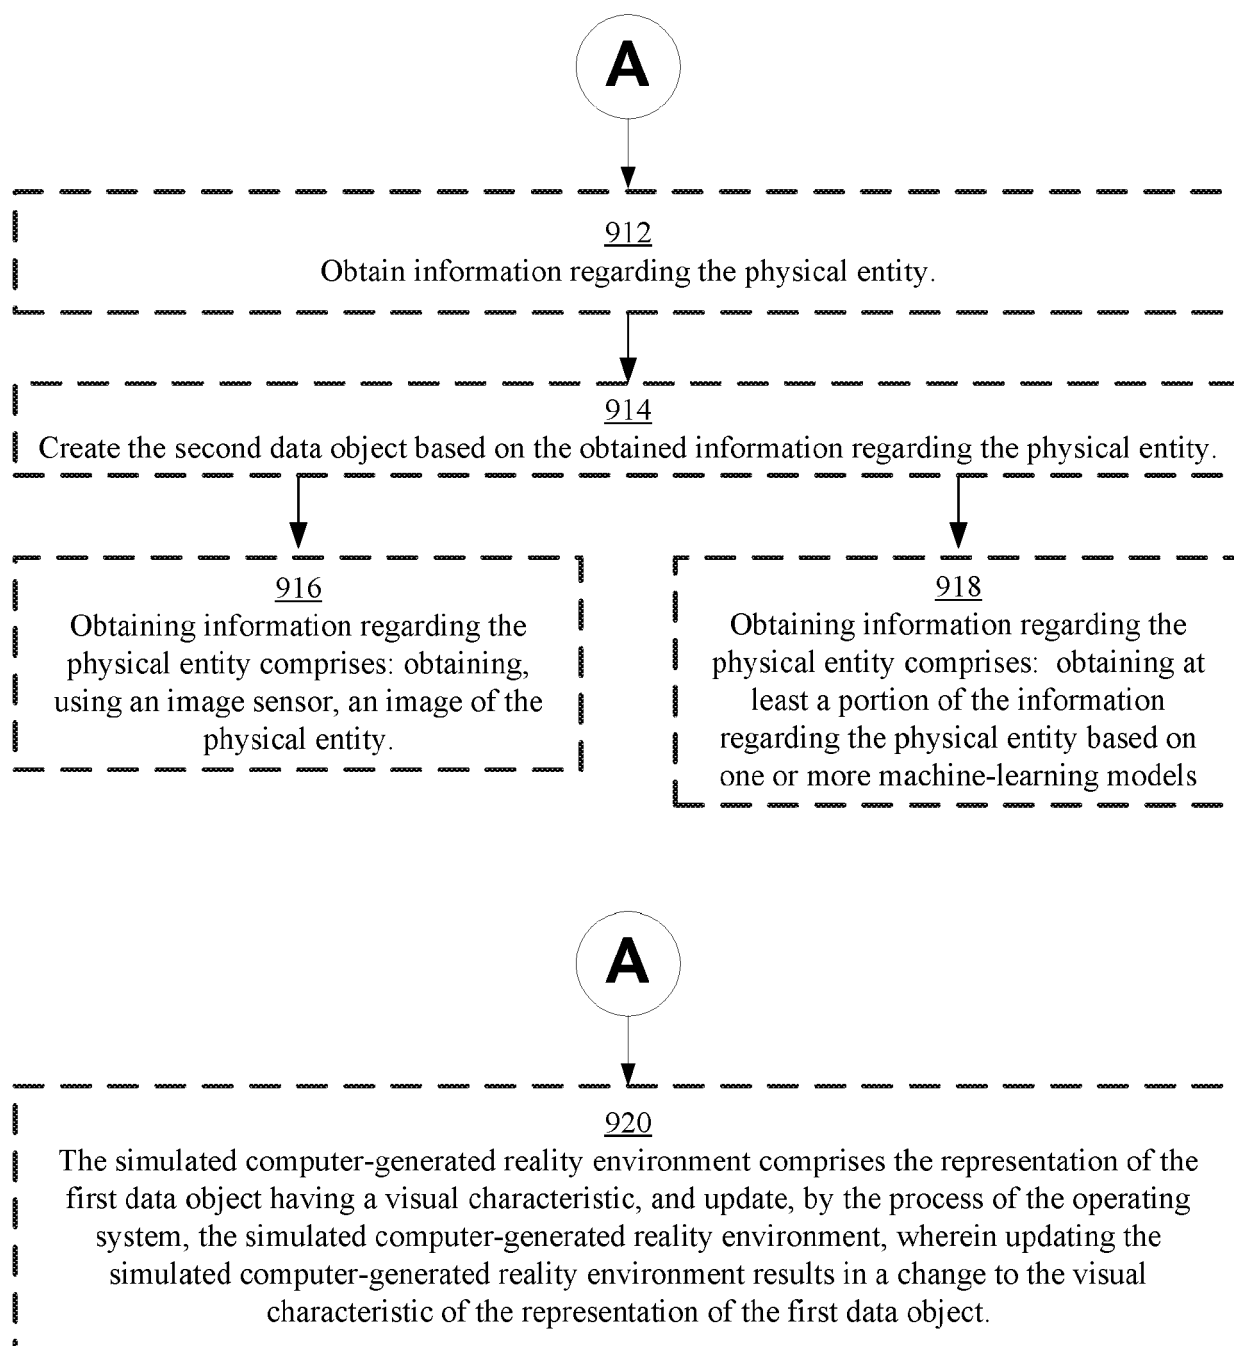 A
912
Obtain information regarding the physical entity.
914
Create the second data object based on the obtained information regarding the physical entity.
916
Obtaining information regarding the
physical entity comprises: obtaining,
using an image sensor, an image of the
physical entity.
918
Obtaining information regarding the
physical entity comprises: obtaining at
least a portion of the information
regarding the physical entity based on
one or more machine-learning models
A
920
The simulated computer-generated reality environment comprises the representation of the
first data object having a visual characteristic, and update, by the process of the operating
system, the simulated computer-generated reality environment, wherein updating the
simulated computer-generated reality environment results in a change to the visual
characteristic of the representation of the first data object.